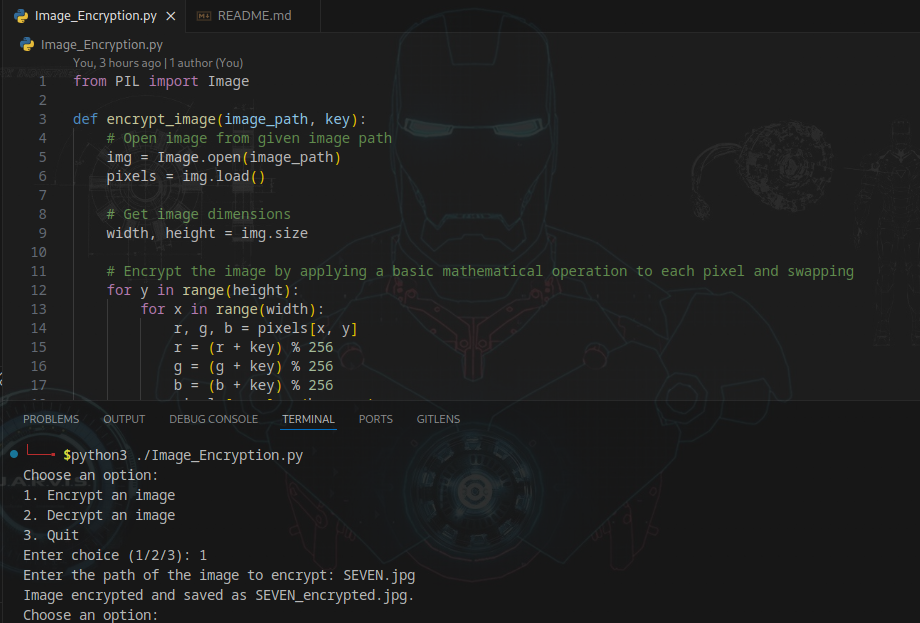 Image_Encryption.py × README.md
Image_Encryption.py
You, 3 hours ago | 1 author (You)
1 from PIL import Image
2
3 def encrypt_image(image_path, key):
4 # Open image from given image path
5 img = Image.open(image_path)
6 pixels = img.load()
7
8 # Get image dimensions
9 width, height = img.size
10
11 # Encrypt the image by applying a basic mathematical operation to each pixel and swapping
12 for y in range(height):
13 for x in range(width):
14 r, g, b = pixels[x, y]
15 r = (r + key) % 256
16 g = (g + key) % 256
17 b = (b + key) % 256
PROBLEMS OUTPUT DEBUG CONSOLE TERMINAL PORTS GITLENS
$python3 ./Image_Encryption.py
Choose an option:
JARVIS
1. Encrypt an image
2. Decrypt an image
3. Quit
Enter choice (1/2/3): 1
Enter the path of the image to encrypt: SEVEN.jpg
Image encrypted and saved as SEVEN_encrypted.jpg.
Choose an option: